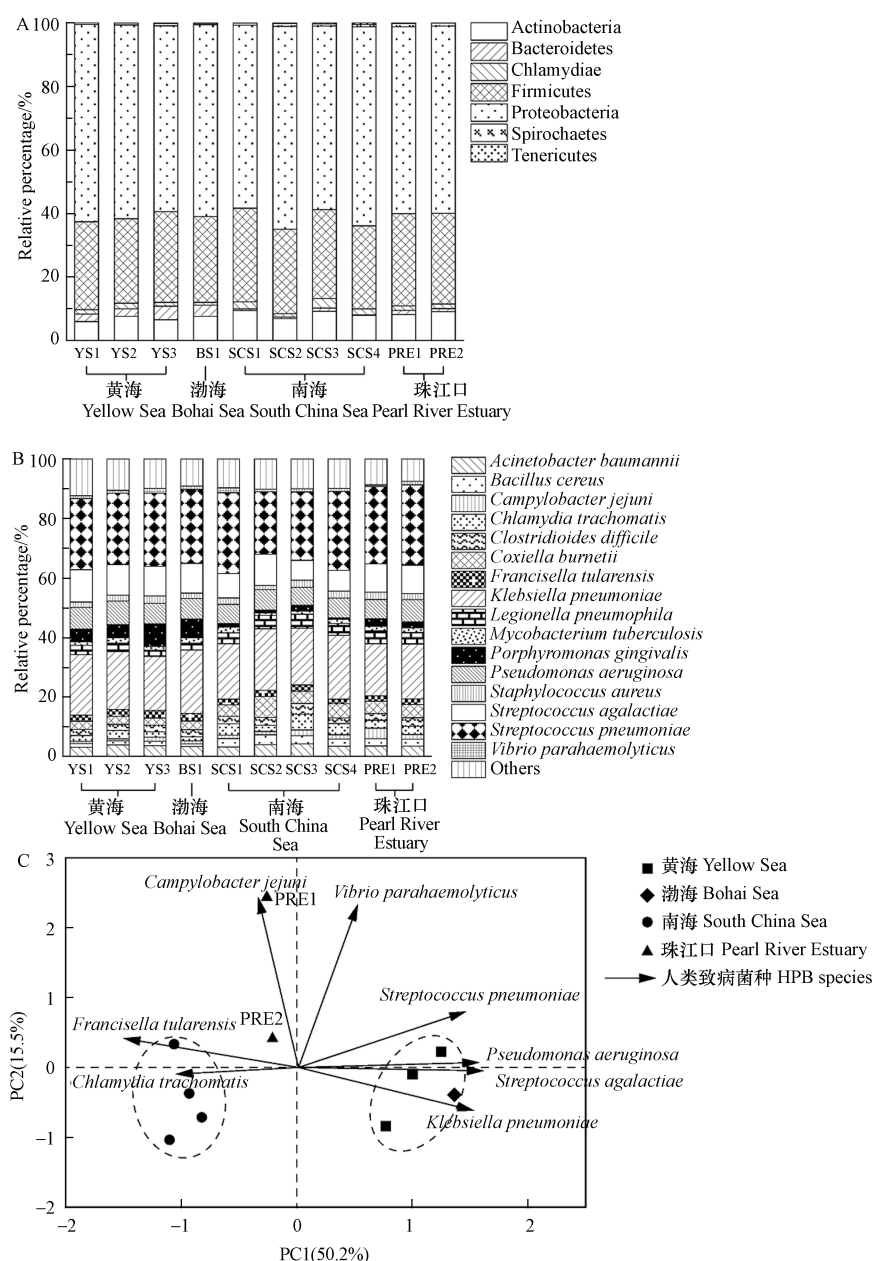 A
Relative percentage/%
100
80
60
40
20
0
YS1 YS2 YS3 BS1 SCS1 SCS2 SCS3 SCS4 PRE1 PRE2
黄海 渤海 南海 珠江口
Yellow Sea Bohai Sea South China Sea Pearl River Estuary
Actinobacteria
Bacteroidetes
Chlamydiae
Firmicutes
Proteobacteria
Spirochaetes
Tenericutes
B
Relative percentage/%
100
80
60
40
20
0
YS1 YS2 YS3 BS1 SCS1 SCS2 SCS3 SCS4 PRE1 PRE2
黄海 渤海 南海 珠江口
Yellow Sea Bohai Sea South China Sea Pearl River Estuary
Acinetobacter baumannii
Bacillus cereus
Campylobacter jejuni
Chlamydia trachomatis
Clostridioides difficile
Coxiella burnetii
Francisella tularensis
Klebsiella pneumoniae
Legionella pneumophila
Mycobacterium tuberculosis
Porphyromonas gingivalis
Pseudomonas aeruginosa
Staphylococcus aureus
Streptococcus agalactiae
Streptococcus pneumoniae
Vibrio parahaemolyticus
Others
C
PC2(15.5%)
3
2
1
0
−1
−2
Campylobacter jejuni
PRE1
Vibrio parahaemolyticus
Streptococcus pneumoniae
PRE2
Francisella tularensis
Pseudomonas aeruginosa
Chlamydia trachomatis
Streptococcus agalactiae
Klebsiella pneumoniae
−2 −1 0 1 2
PC1(50.2%)
黄海 Yellow Sea
渤海 Bohai Sea
南海 South China Sea
珠江口 Pearl River Estuary
人类致病菌种 HPB species